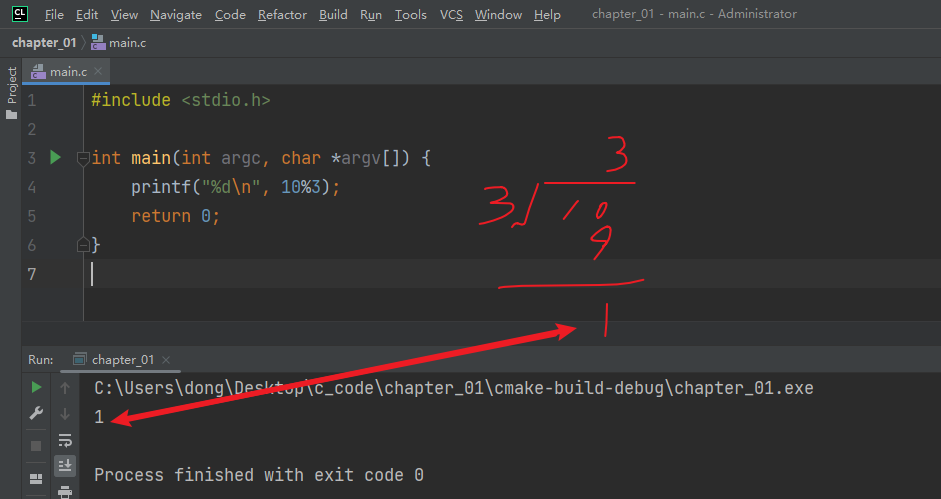 CL File Edit View Navigate Code Refactor Build Run Tools VCS Window Help chapter_01 - main.c - Administrator
chapter_01 main.c
Project
main.c
1 #include <stdio.h>
2
3 int main(int argc, char *argv[]) {
4 printf("%d\n", 10%3);
5 return 0;
6 }
7
3
3 10
9
1
Run: chapter_01
C:\Users\dong\Desktop\c_code\chapter_01\cmake-build-debug\chapter_01.exe
1
Process finished with exit code 0